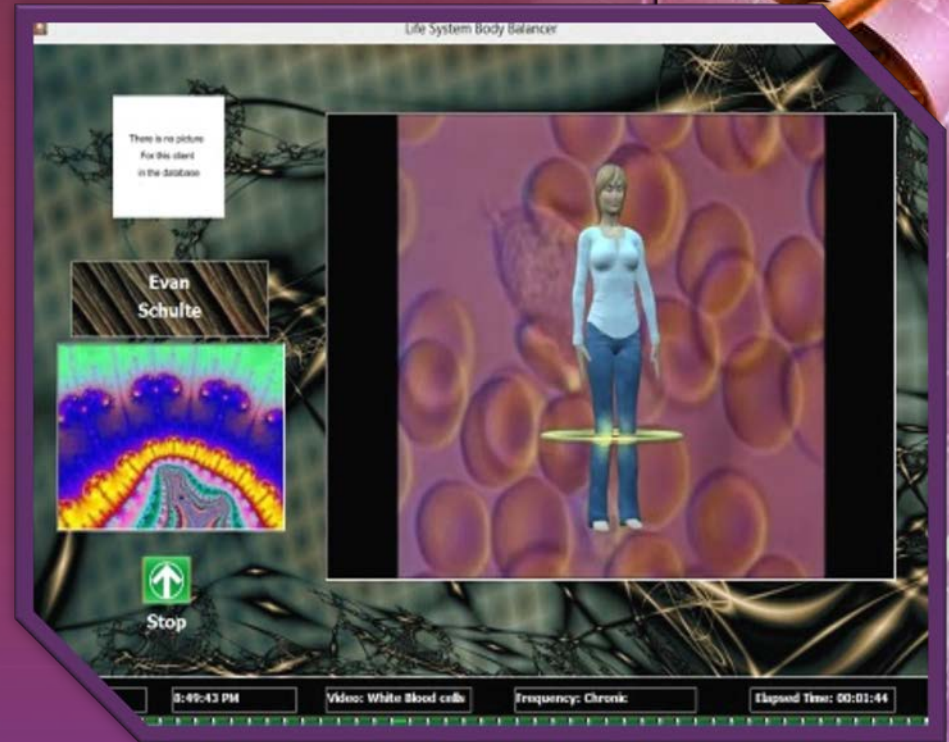 Life System Body Balancer
There is no picture
For this client
in the database
Evan
Schulte
Stop
8:49:43 PM
Video: White Blood cells
Frequency: Chronic
Elapsed Time: 00:01:44